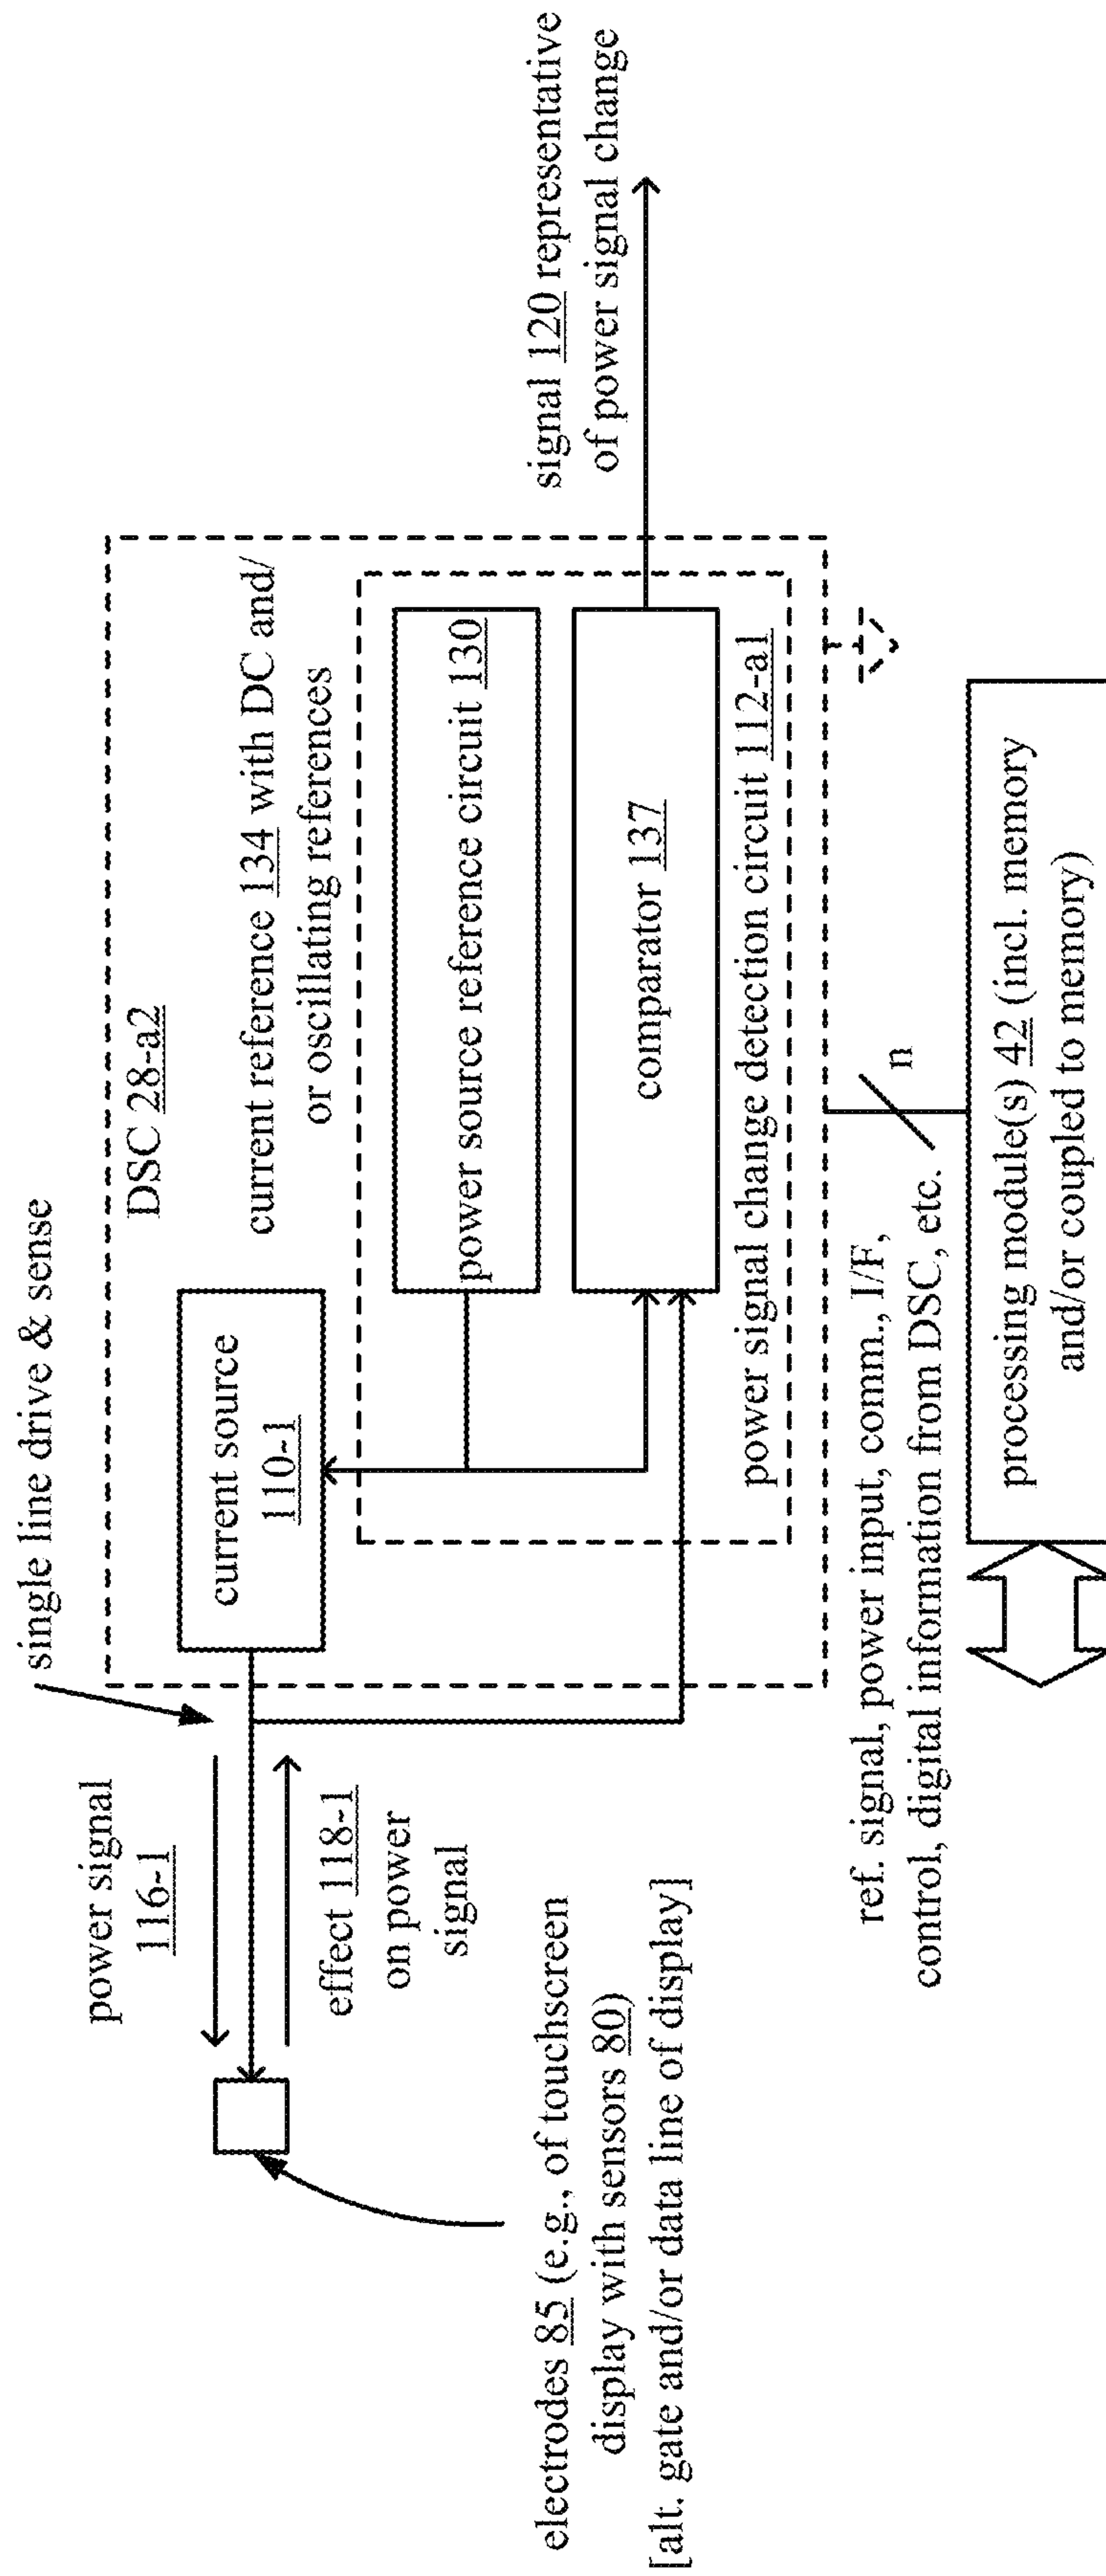 single line drive & sense
power signal
116-1
effect 118-1
on power
signal
electrodes 85 (e.g., of touchscreen
display with sensors 80)
[alt. gate and/or data line of display]
DSC 28-a2
current source
110-1
current reference 134 with DC and/
or oscillating references
power source reference circuit 130
comparator 137
power signal change detection circuit 112-a1
signal 120 representative
of power signal change
ref. signal, power input, comm., I/F,
control, digital information from DSC, etc.
n
processing module(s) 42 (incl. memory
and/or coupled to memory)